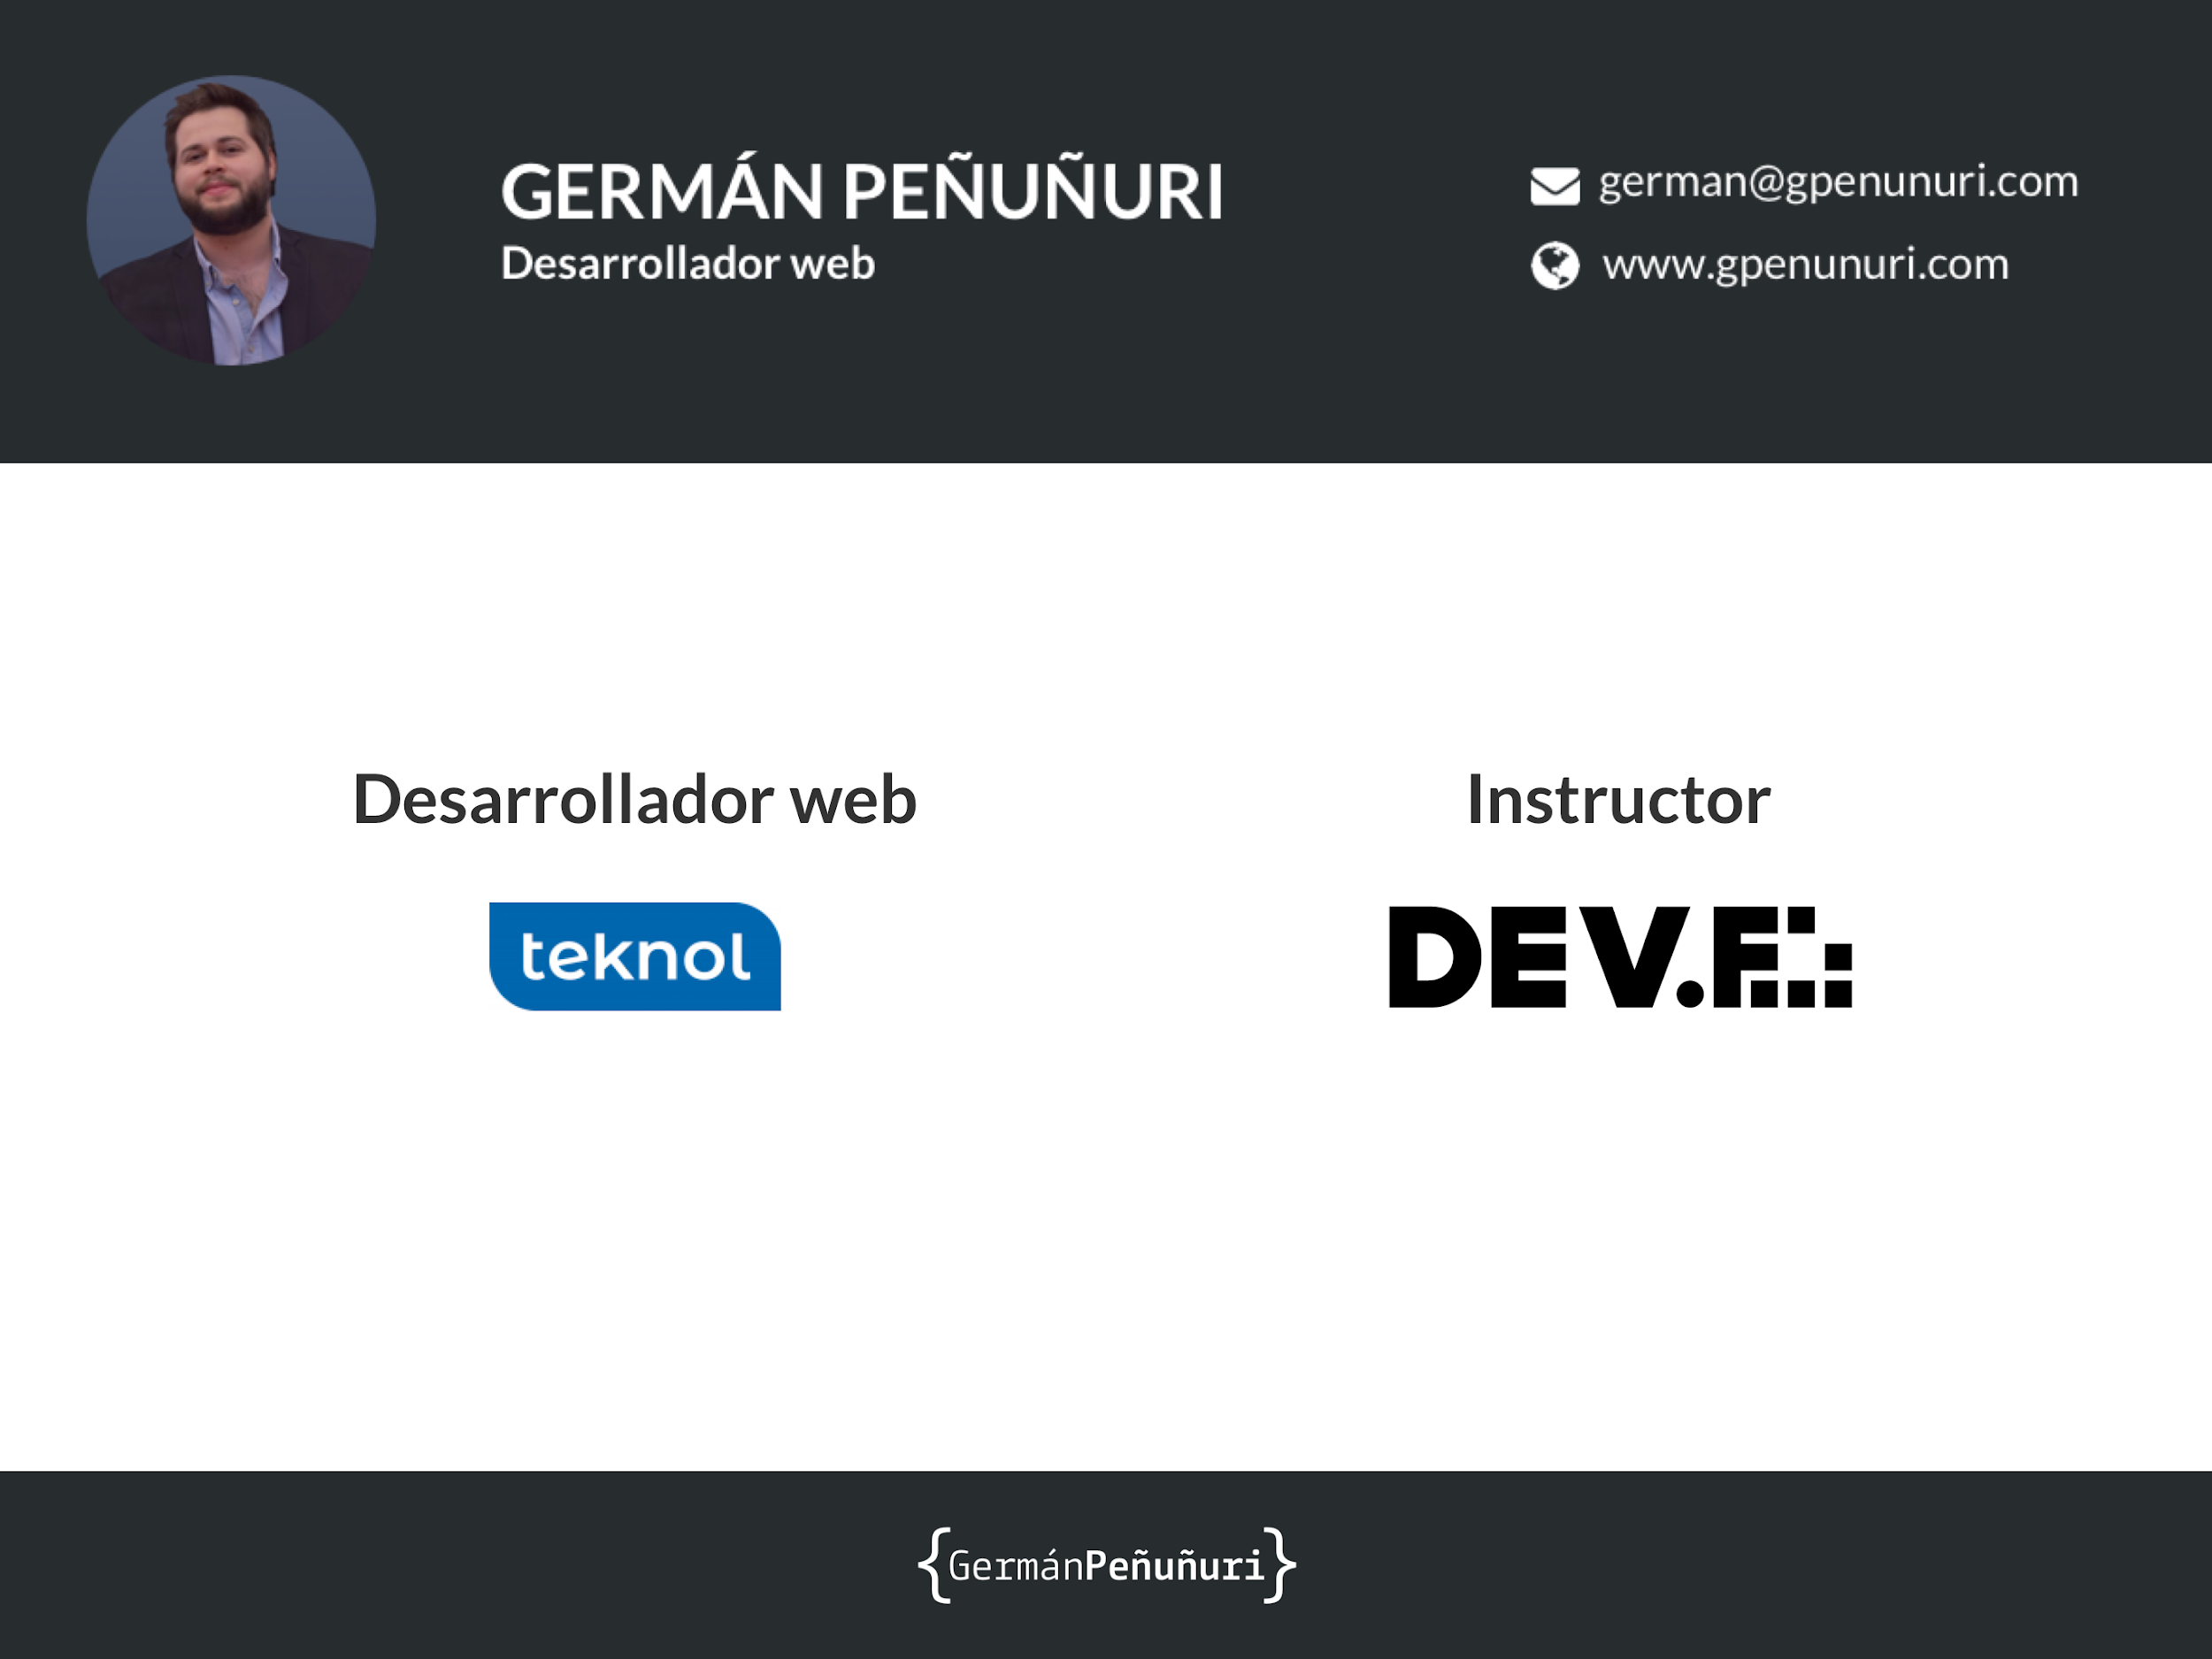 GERMÁN PEÑUÑURI
Desarrollador web
german@gpenunuri.com
www.gpenunuri.com
Desarrollador web
teknol
Instructor
DEV.F
{GermánPeñuñuri}